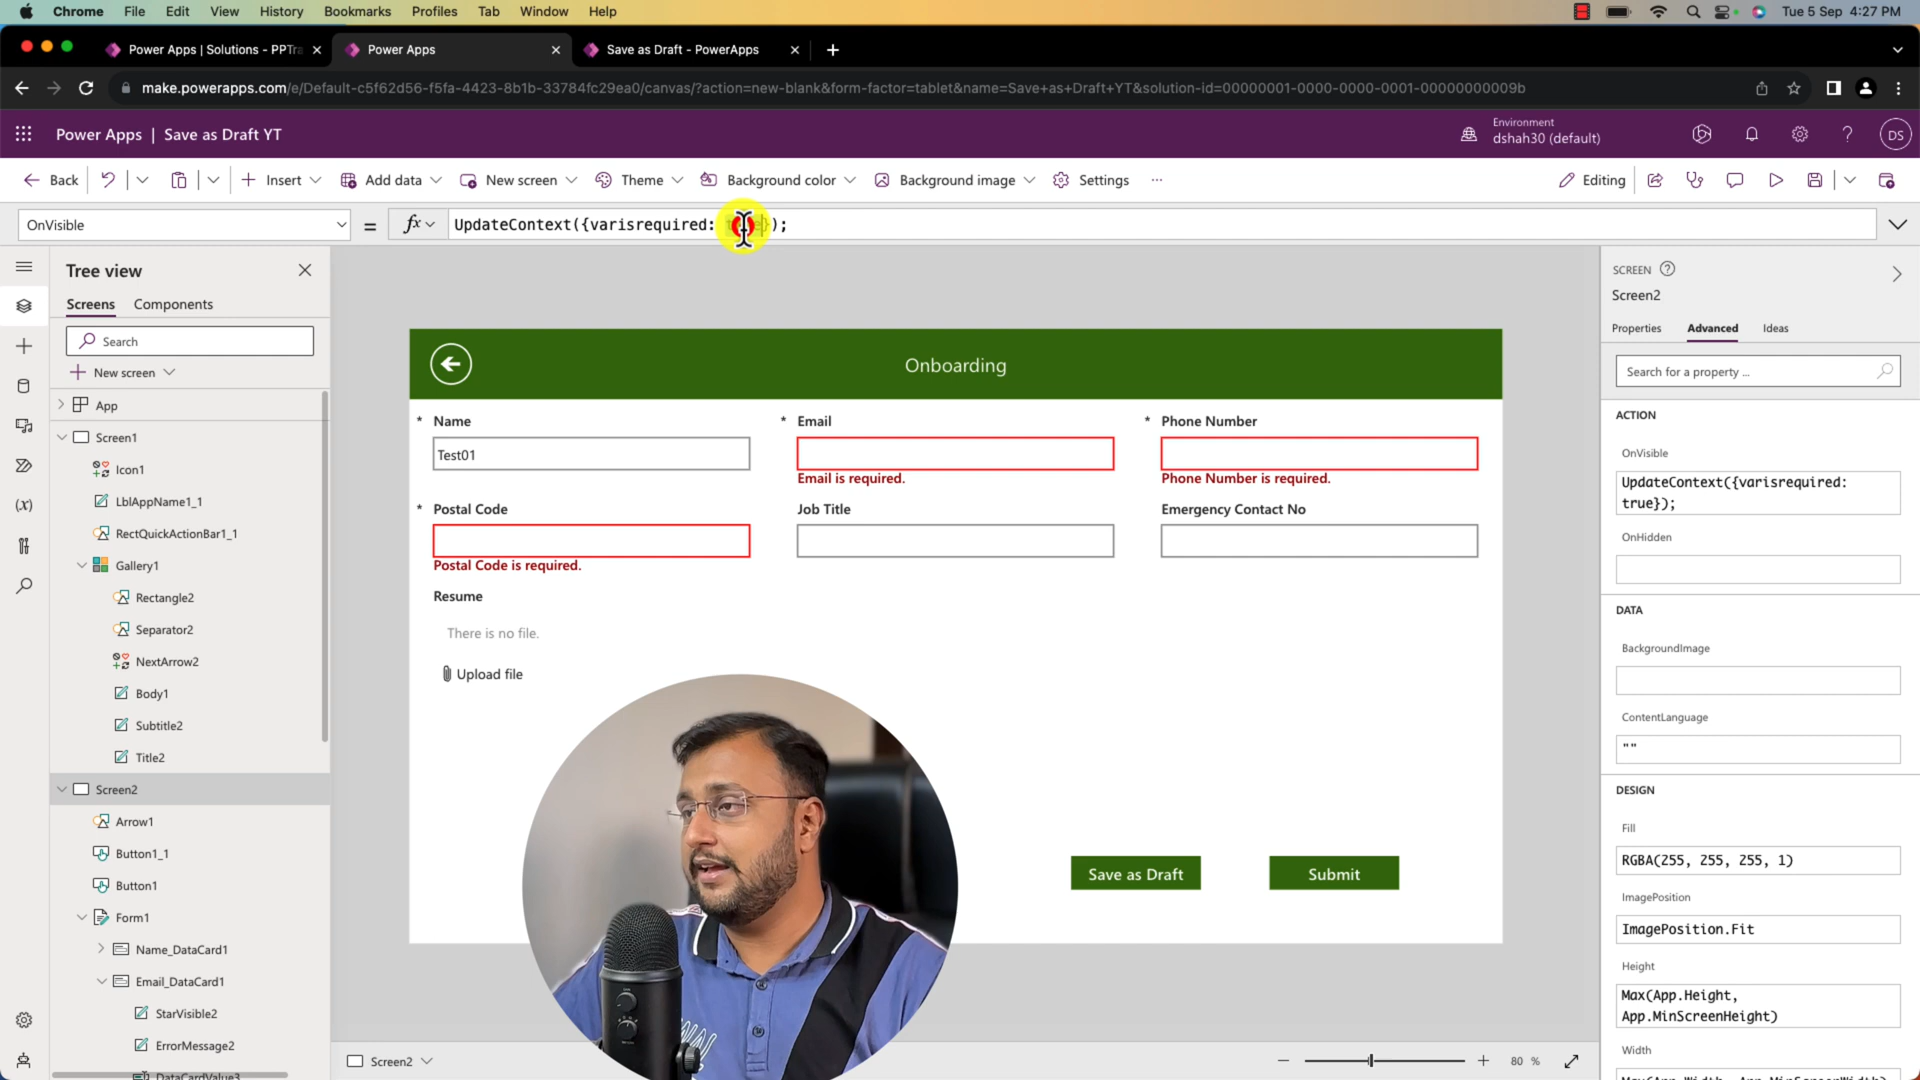 Chrome File Edit View History Bookmarks Profiles Tab Window Help Tue 5 Sep 4:27 PM
Power Apps | Solutions - PPTra Power Apps Save as Draft - PowerApps
make.powerapps.com/e/Default-c5f62d56-f5fa-4423-8b1b-33784fc29ea0/canvas/?action=new-blank&form-factor=tablet&name=Save+as+Draft+YT&solution-id=00000001-0000-0000-0001-00000000009b
Power Apps | Save as Draft YT
Environment
dshah30 (default)
DS
Back Insert Add data New screen Theme Background color Background image Settings ... Editing
OnVisible = fx UpdateContext({varisrequired: });
Tree view
Screens Components
Search
New screen
App
Screen1
Icon1
LblAppName1_1
RectQuickActionBar1_1
Gallery1
Rectangle2
Separator2
NextArrow2
Body1
Subtitle2
Title2
Screen2
Arrow1
Button1_1
Button1
Form1
Name_DataCard1
Email_DataCard1
StarVisible2
ErrorMessage2
DataCardValue3
Onboarding
* Name * Email * Phone Number
Test01
Email is required. Phone Number is required.
* Postal Code Job Title Emergency Contact No
Postal Code is required.
Resume
There is no file.
Upload file
Save as Draft Submit
Screen2
80 %
SCREEN
Screen2
Properties Advanced Ideas
Search for a property ...
ACTION
OnVisible
UpdateContext({varisrequired:
true});
OnHidden
DATA
BackgroundImage
ContentLanguage
""
DESIGN
Fill
RGBA(255, 255, 255, 1)
ImagePosition
ImagePosition.Fit
Height
Max(App.Height,
App.MinScreenHeight)
Width